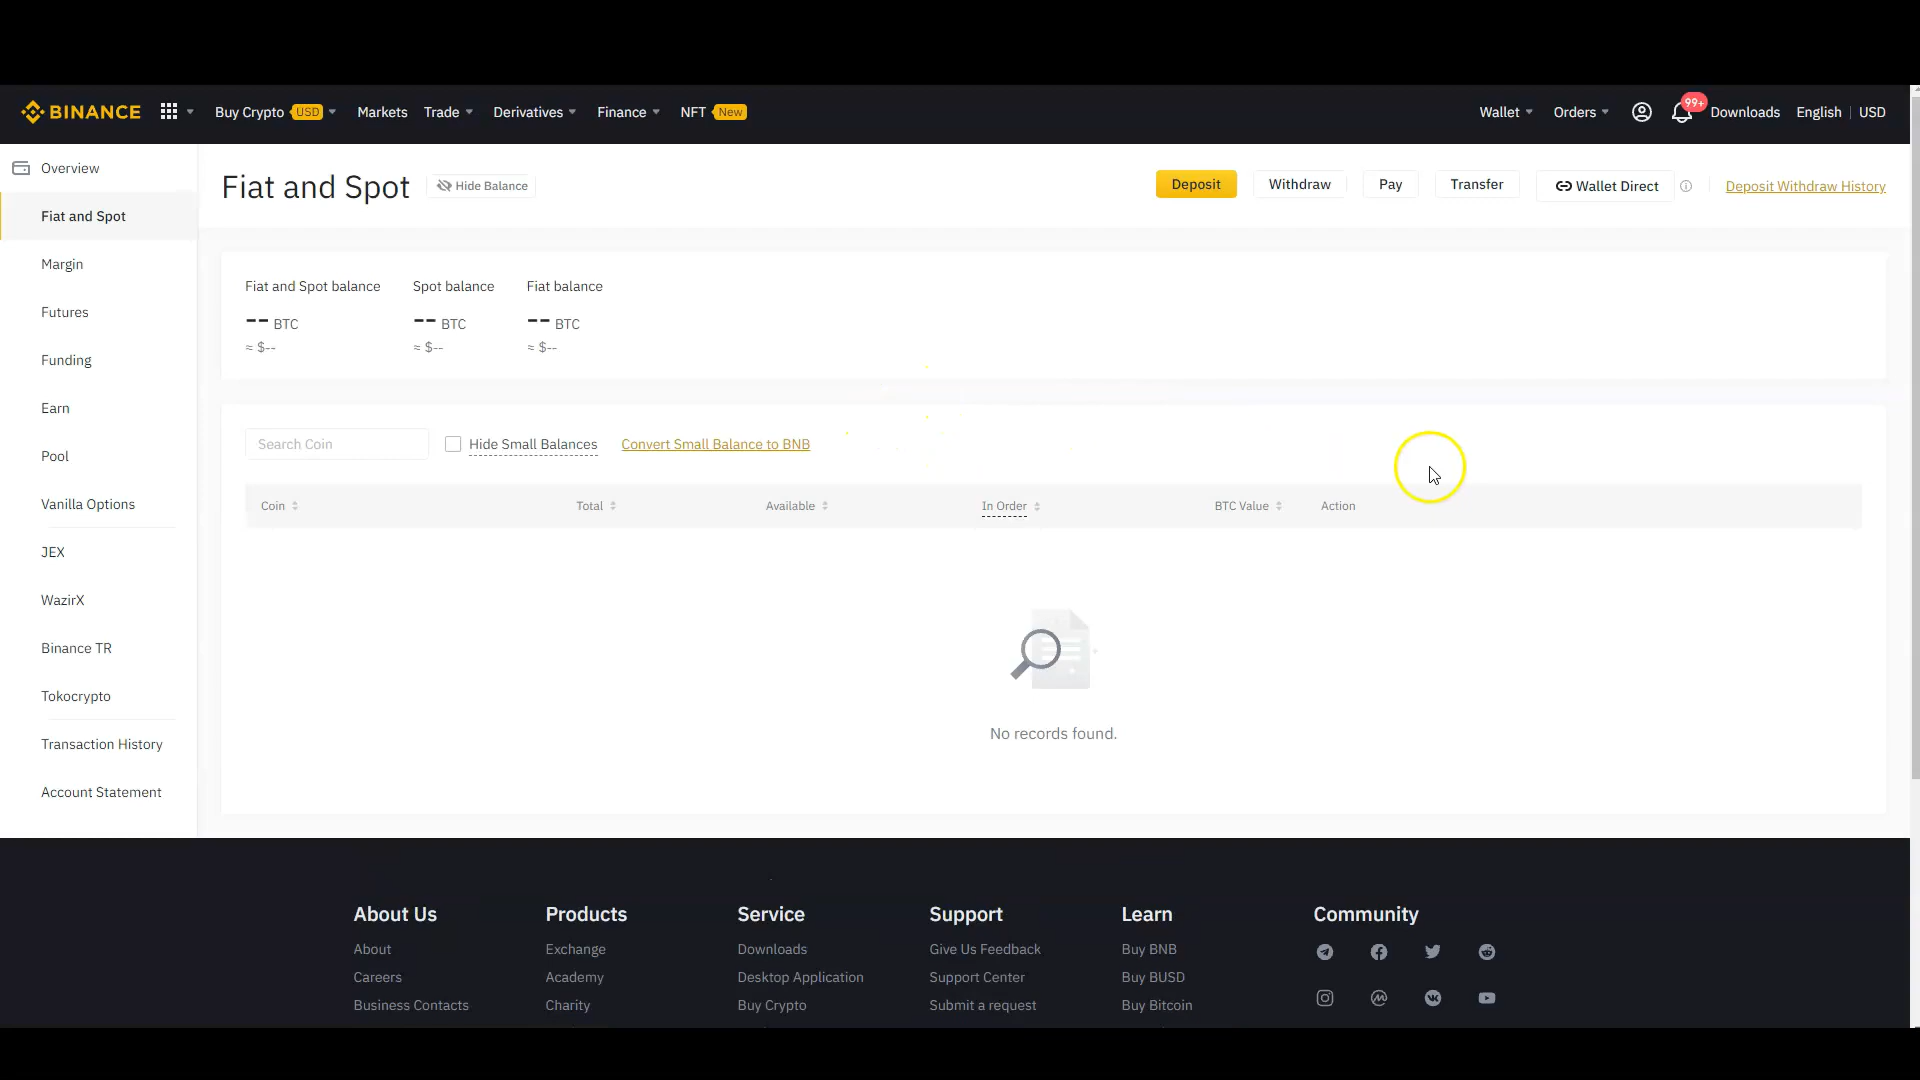 BINANCE Buy Crypto USD Markets Trade Derivatives Finance NFT New Wallet Orders 99+ Downloads English | USD
Overview
Fiat and Spot
Margin
Futures
Funding
Earn
Pool
Vanilla Options
JEX
WazirX
Binance TR
Tokocrypto
Transaction History
Account Statement
Fiat and Spot Hide Balance Deposit Withdraw Pay Transfer Wallet Direct Deposit Withdraw History
Fiat and Spot balance Spot balance Fiat balance
-- BTC -- BTC -- BTC
≈ $-- ≈ $-- ≈ $--
Search Coin Hide Small Balances Convert Small Balance to BNB
Coin Total Available In Order BTC Value Action
No records found.
About Us Products Service Support Learn Community
About Exchange Downloads Give Us Feedback Buy BNB
Careers Academy Desktop Application Support Center Buy BUSD
Business Contacts Charity Buy Crypto Submit a request Buy Bitcoin